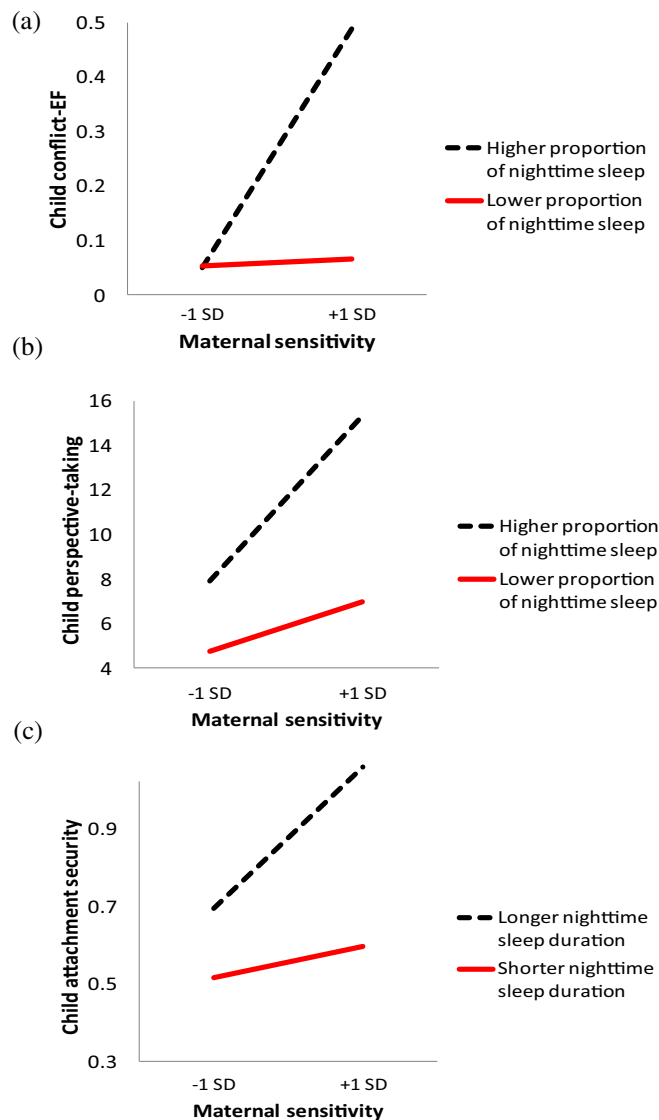 (a)
0.5
0.4
0.3
0.2
0.1
0
Child conflict-EF
-1 SD
+1 SD
Maternal sensitivity
Higher proportion
of nighttime sleep
Lower proportion
of nighttime sleep
(b)
16
14
12
10
8
6
4
Child perspective-taking
-1 SD
+1 SD
Maternal sensitivity
Higher proportion
of nighttime sleep
Lower proportion
of nighttime sleep
(c)
0.9
0.7
0.5
0.3
Child attachment security
-1 SD
+1 SD
Maternal sensitivity
Longer nighttime
sleep duration
Shorter nighttime
sleep duration